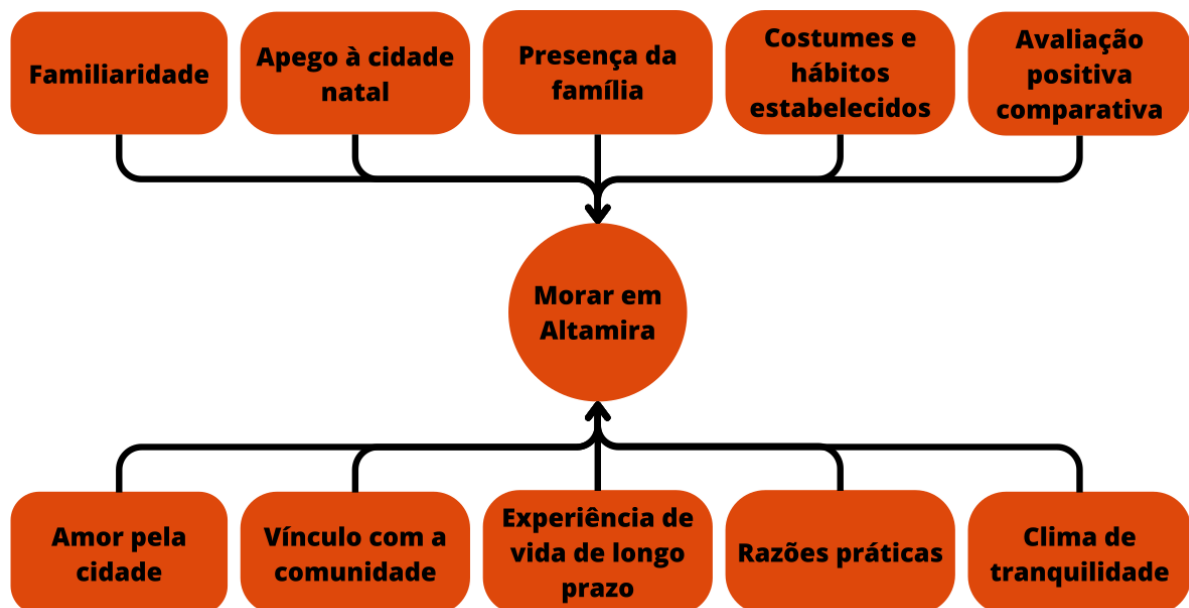 Familiaridade
Apego à cidade
natal
Presença da
família
Costumes e
hábitos
estabelecidos
Avaliação
positiva
comparativa
Morar em
Altamira
Amor pela
cidade
Vínculo com a
comunidade
Experiência de
vida de longo
prazo
Razões práticas
Clima de
tranquilidade